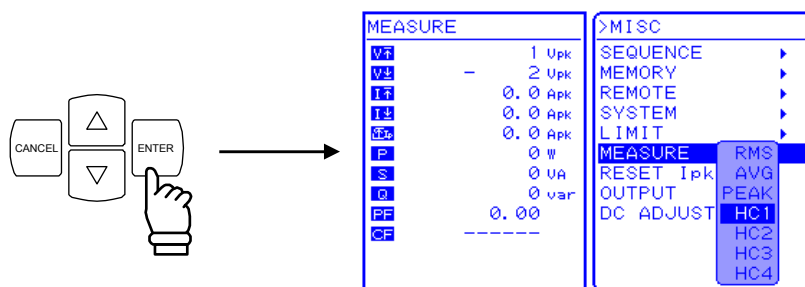 CANCEL
ENTER
MEASURE
V↑ 1 Vpk
V↓ - 2 Vpk
I↑ 0.0 Apk
I↓ 0.0 Apk
0.0 Apk
P 0 W
S 0 VA
Q 0 var
PF 0.00
CF ------
>MISC
SEQUENCE
MEMORY
REMOTE
SYSTEM
LIMIT
MEASURE RMS
RESET Ipk AVG
OUTPUT PEAK
DC ADJUST HC1
HC2
HC3
HC4